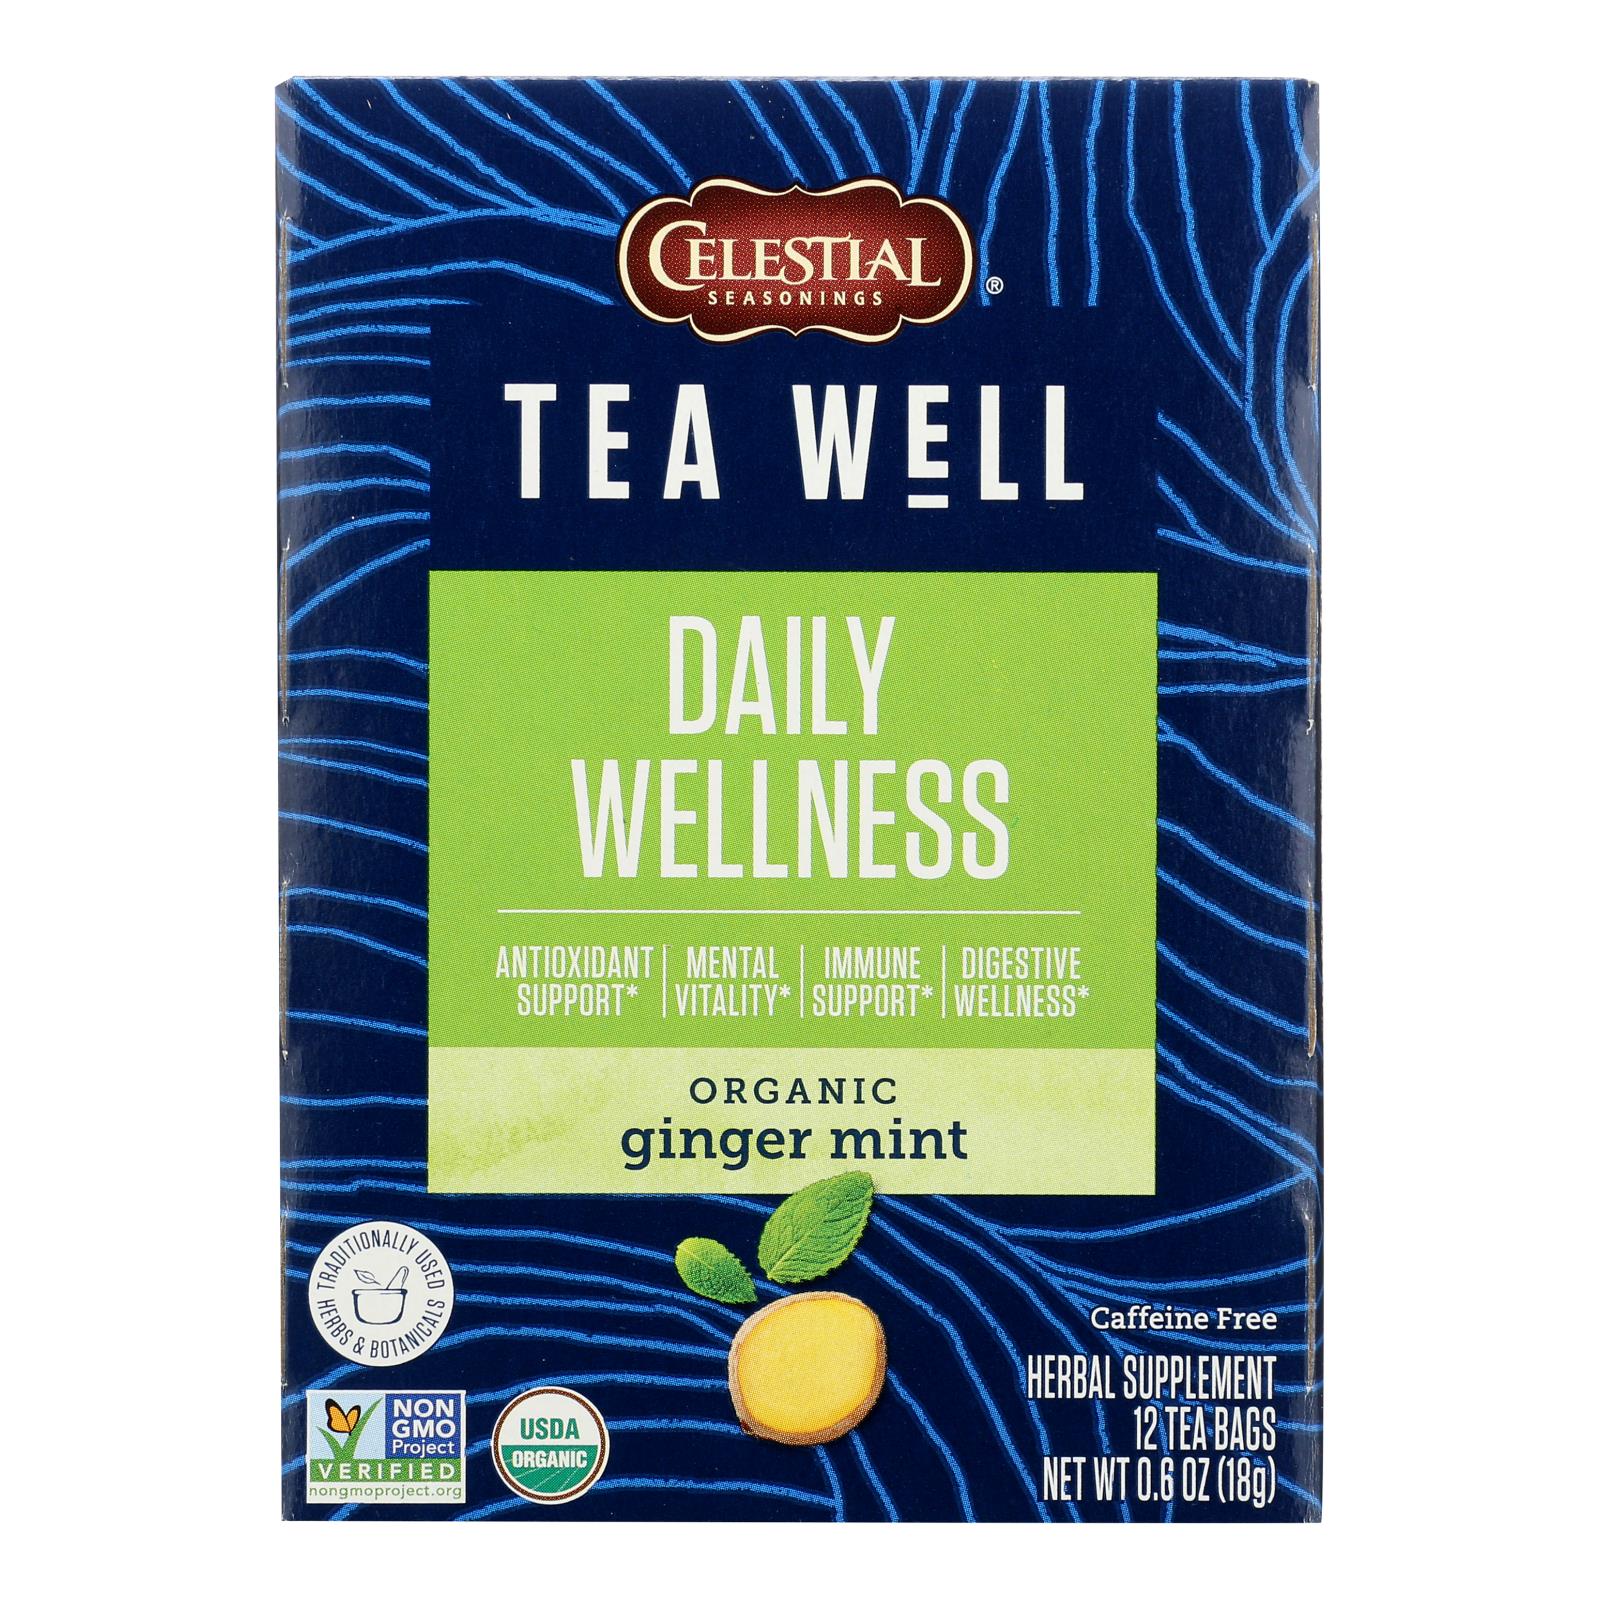 CELESTIAL
SEASONINGS
®
TEA WELL
DAILY
WELLNESS
ANTIOXIDANT
SUPPORT*
MENTAL
VITALITY*
IMMUNE
SUPPORT*
DIGESTIVE
WELLNESS*
ORGANIC
ginger mint
TRADITIONALLY USED
HERBS & BOTANICALS
Caffeine Free
HERBAL SUPPLEMENT
12 TEA BAGS
NET WT 0.6 OZ (18g)
NON
GMO
Project
VERIFIED
nongmoproject.org
USDA
ORGANIC